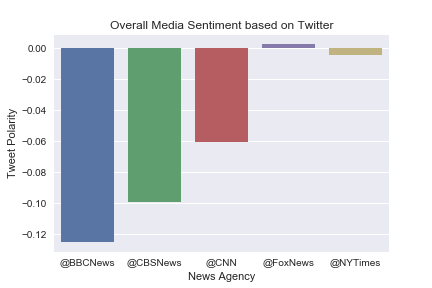 Overall Media Sentiment based on Twitter
0.00
−0.02
−0.04
−0.06
−0.08
−0.10
−0.12
Tweet Polarity
@BBCNews @CBSNews @CNN @FoxNews @NYTimes
News Agency